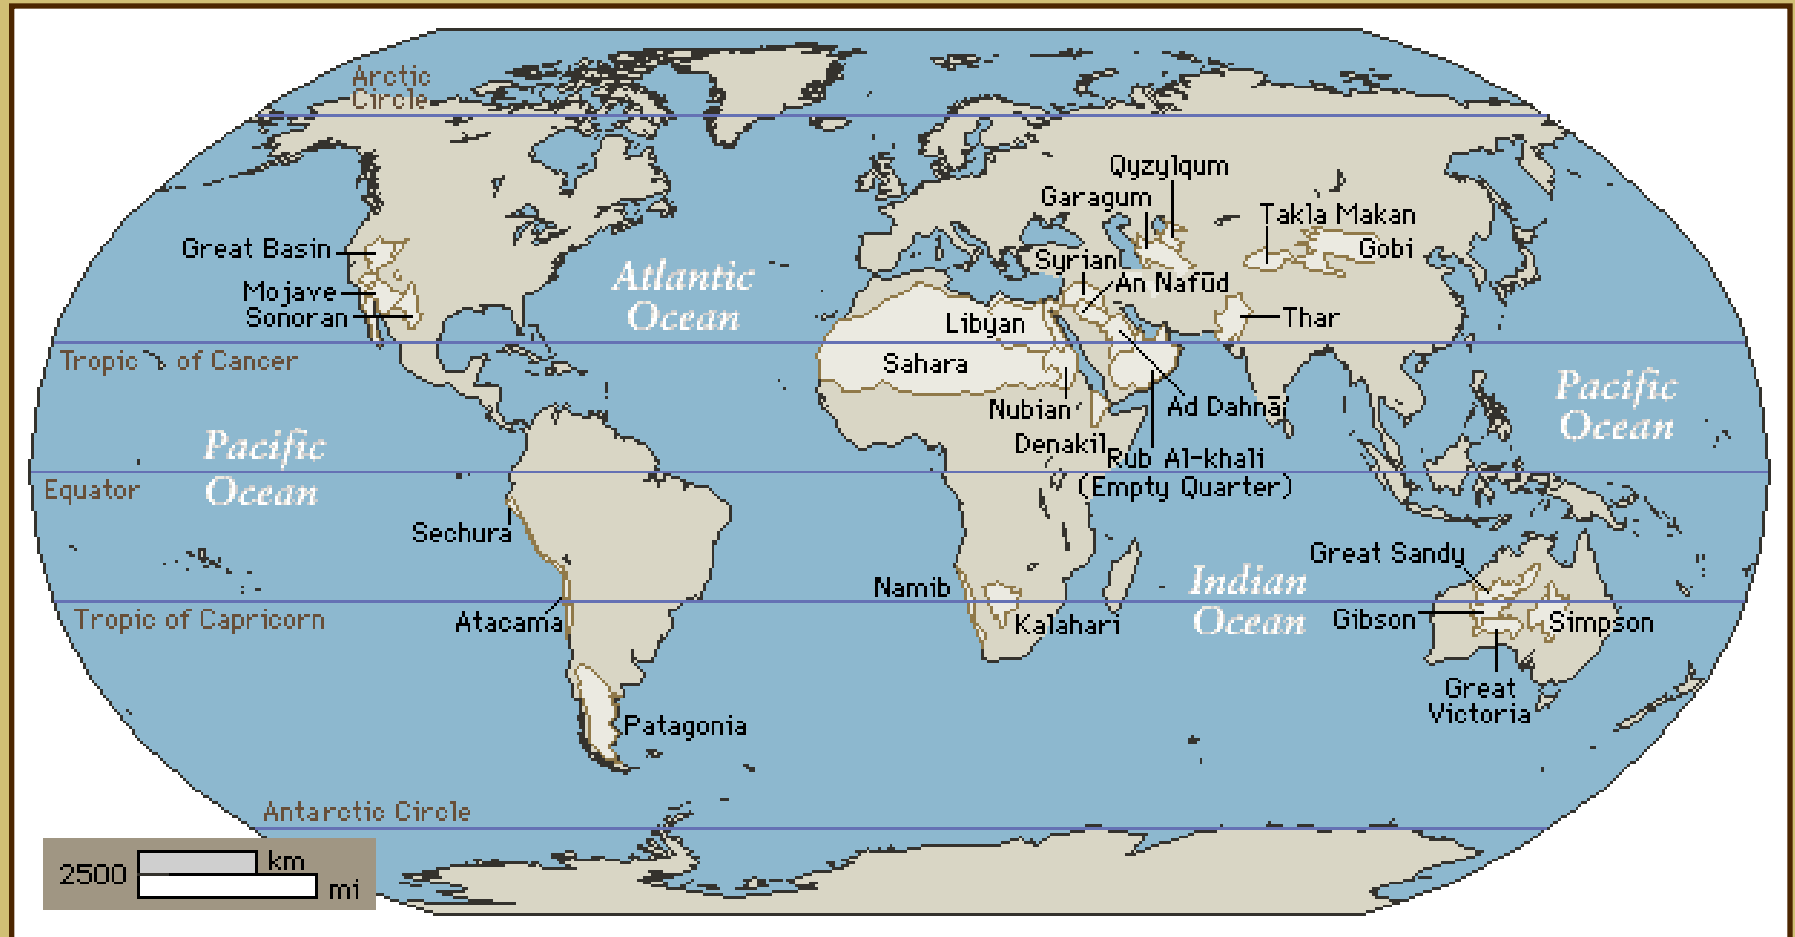 Arctic
Circle
Qyzylqum
Garagum
Takla Makan
Great Basin
Gobi
Syrian
Atlantic
Ocean
An Nafūd
Mojave
Sonoran
Libyan
Thar
Tropic of Cancer
Sahara
Pacific
Ocean
Nubian
Ad Dahnā
Denakil
Pacific
Ocean
Rub Al-khali
(Empty Quarter)
Equator
Sechura
Great Sandy
Namib
Indian
Ocean
Tropic of Capricorn
Atacama
Kalahari
Gibson
Simpson
Great
Victoria
Patagonia
Antarctic Circle
2500 km
mi